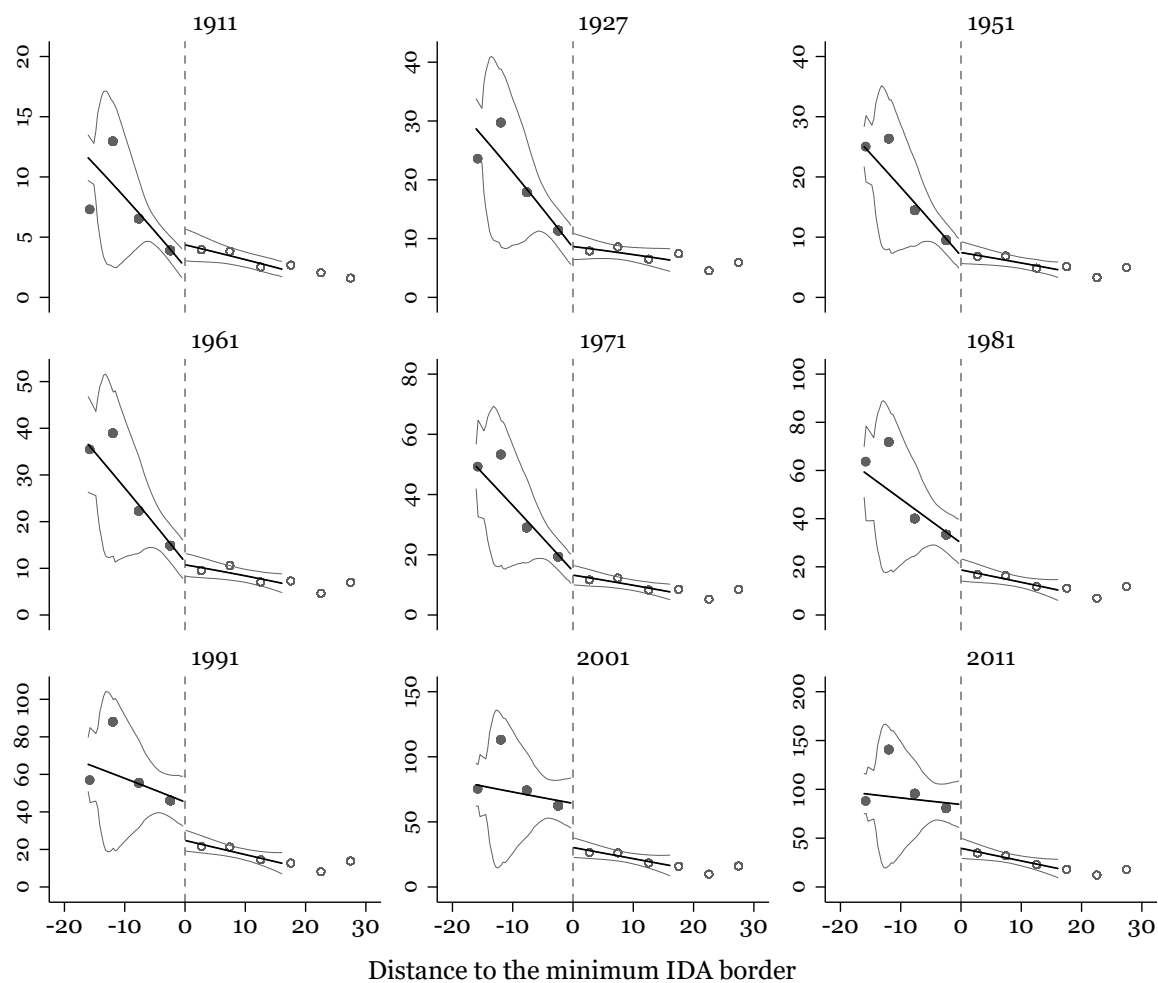 1911 1927 1951
0 5 10 15 20
0 10 20 30 40
0 10 20 30 40
1961 1971 1981
0 10 20 30 40 50
0 20 40 60 80
0 20 40 60 80 100
1991 2001 2011
0 20 40 60 80 100
0 50 100 150
0 50 100 150 200
-20 -10 0 10 20 30 -20 -10 0 10 20 30 -20 -10 0 10 20 30
Distance to the minimum IDA border